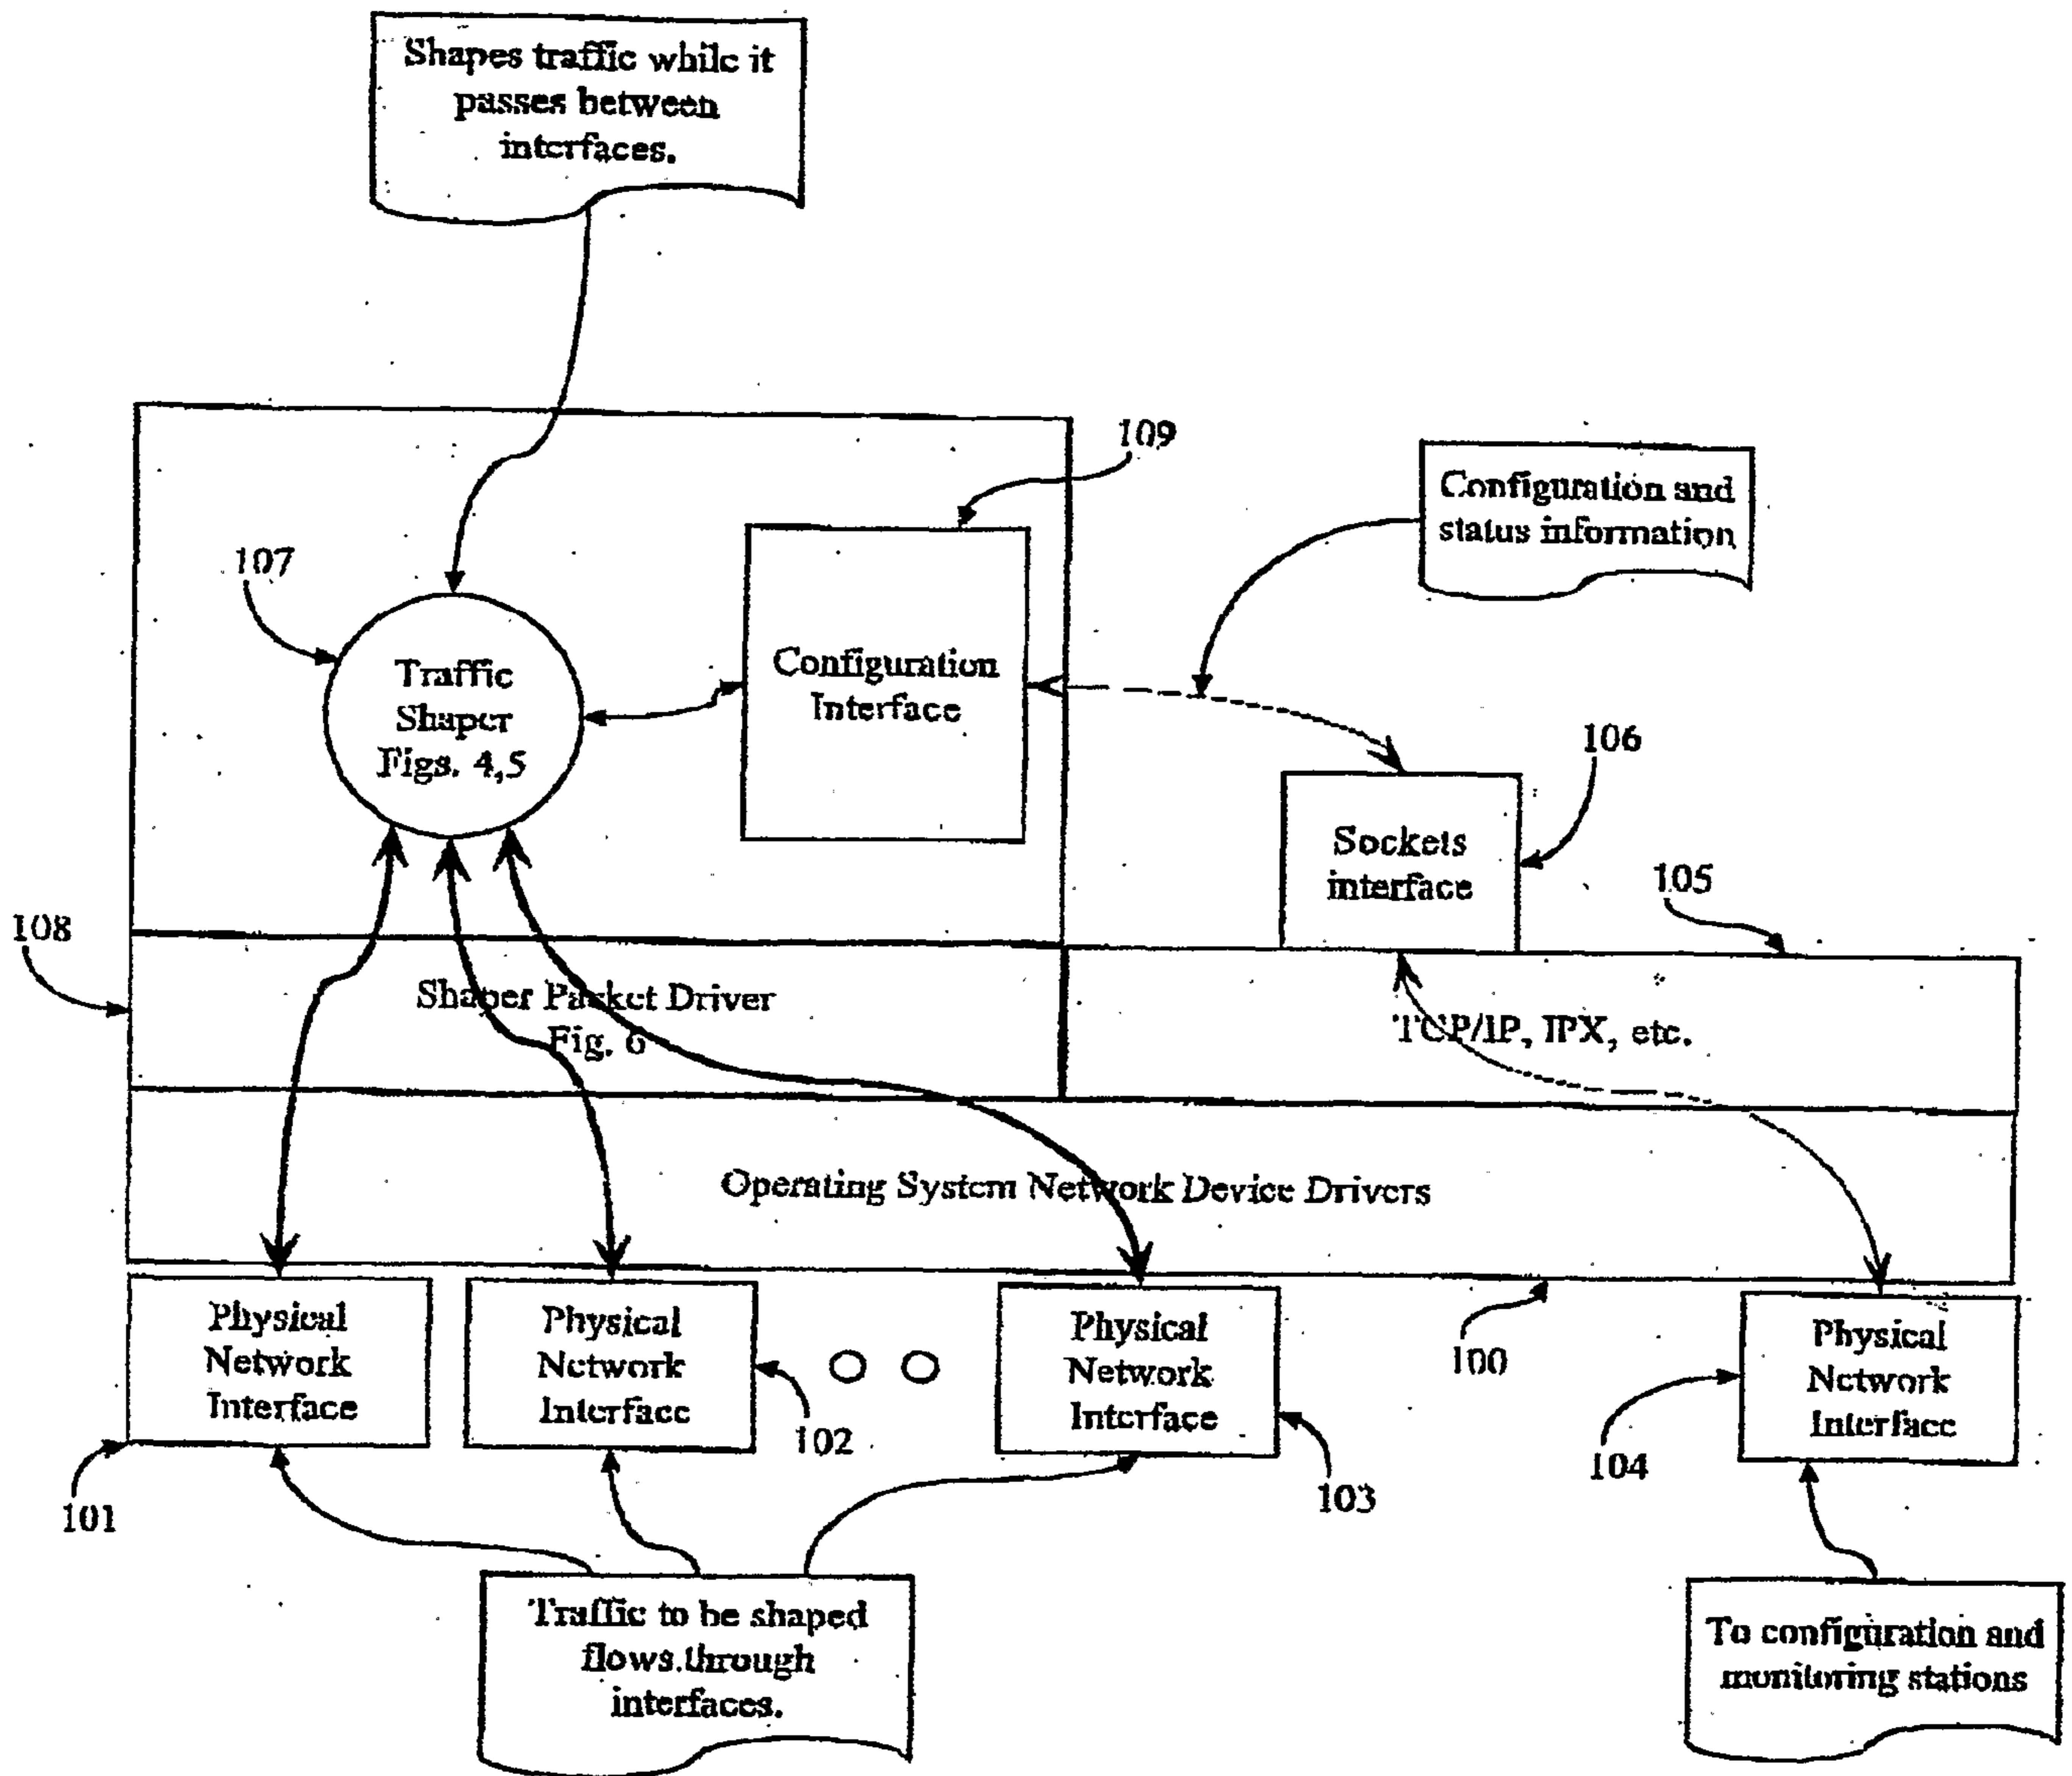 Shapes traffic while it
passes between
interfaces.
109
Configuration and
status information
107
Traffic
Shaper
Figs. 4,5
Configuration
Interface
106
Sockets
interface
105
108
Shaper Packet Driver
Fig. 6
TCP/IP, IPX, etc.
Operating System Network Device Drivers
Physical
Network
Interface
Physical
Network
Interface
Physical
Network
Interface
Physical
Network
Interface
100
102
104
103
101
Traffic to be shaped
flows through
interfaces.
To configuration and
monitoring stations